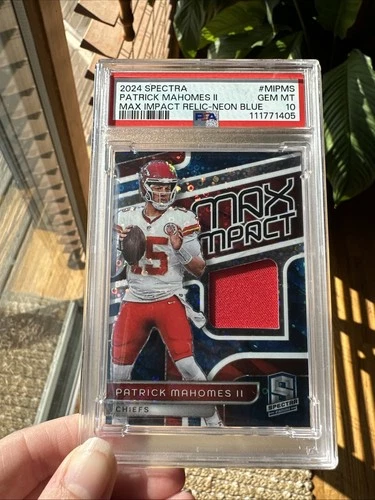 2024 SPECTRA #MIPMS
PATRICK MAHOMES II GEM MT
MAX IMPACT RELIC-NEON BLUE 10
PSA 111771405
MAX
IMPACT
15
PATRICK MAHOMES II
CHIEFS
SPECTRA